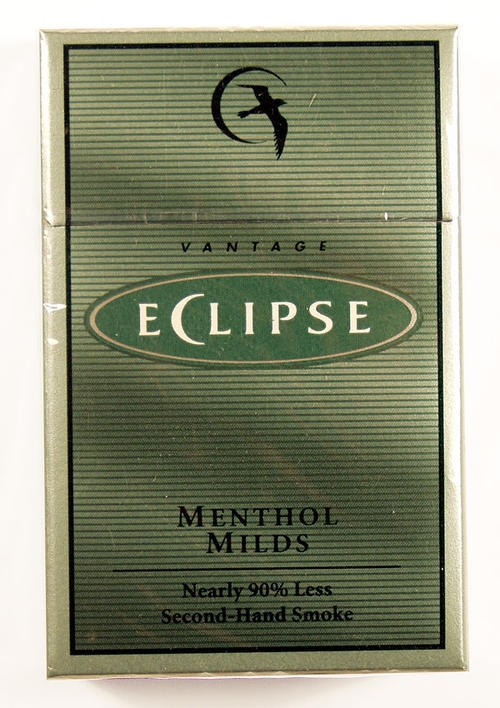 VANTAGE
ECLIPSE
MENTHOL
MILDS
Nearly 90% Less
Second-Hand Smoke